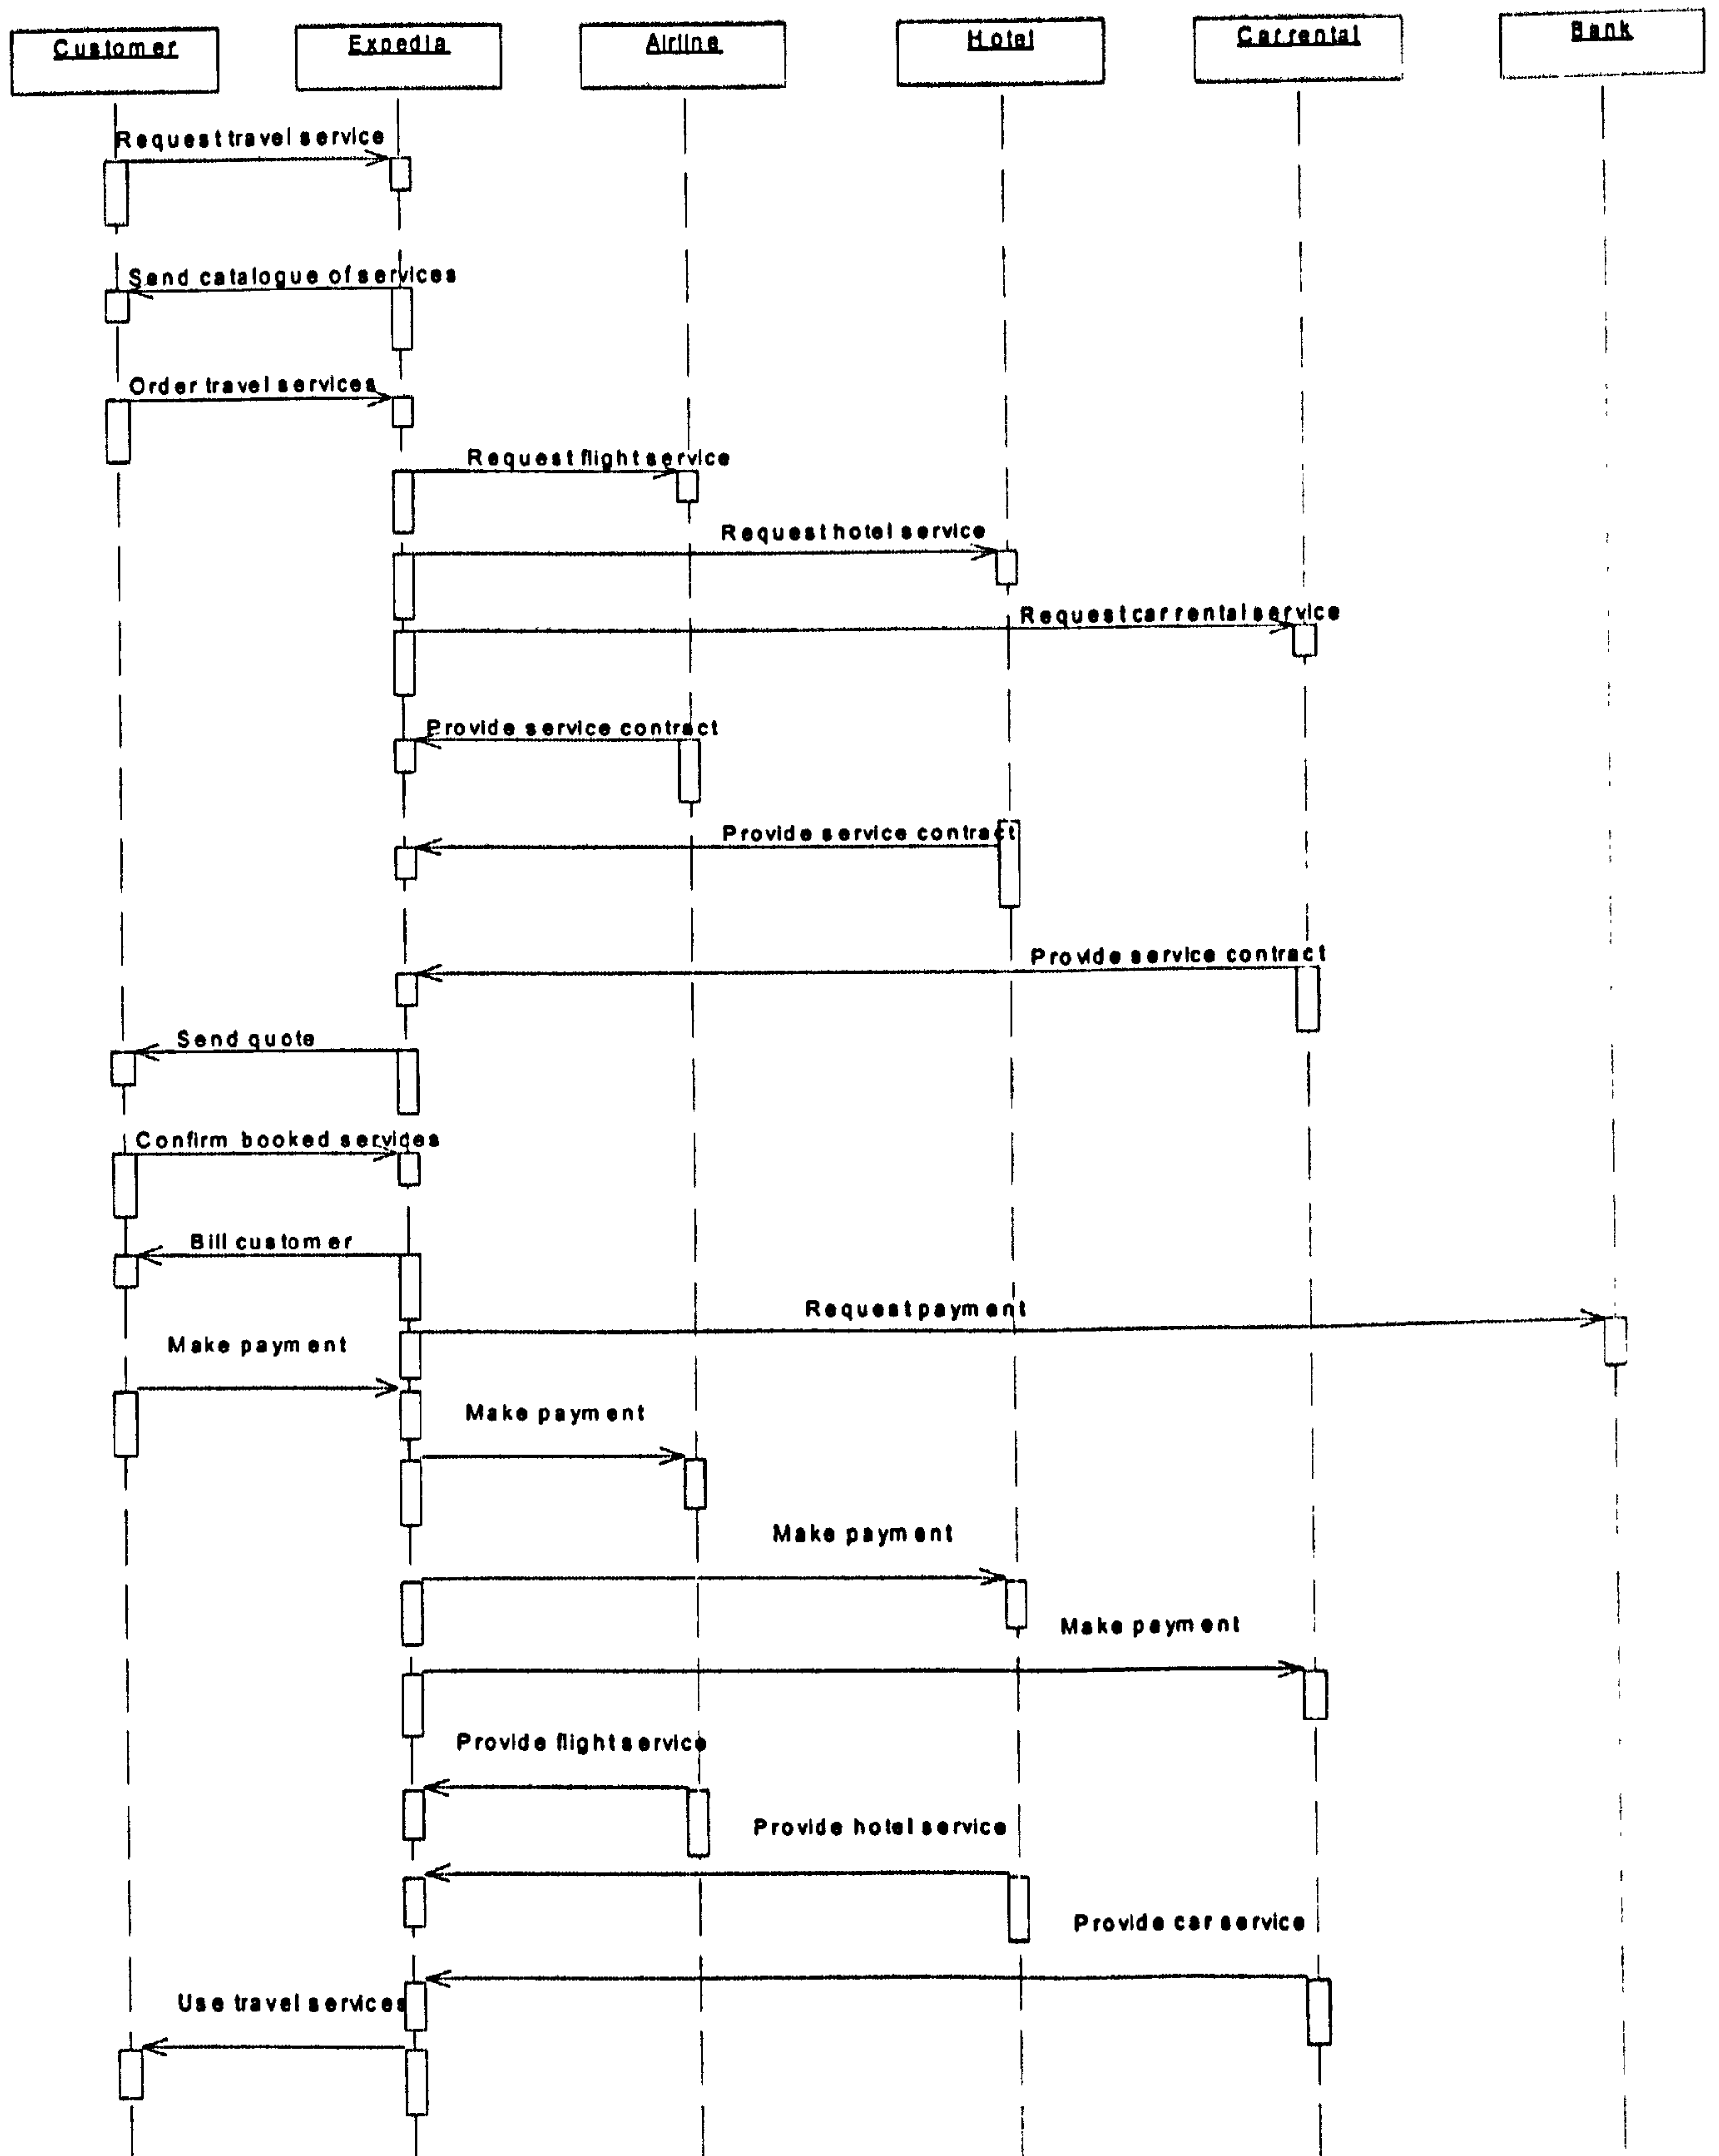 Customer
Expedia
Airline
Hotel
Car rental
Bank
Request travel service
Send catalogue of services
Order travel services
Request flight service
Request hotel service
Request car rental service
Provide service contract
Provide service contract
Provide service contract
Send quote
Confirm booked services
Bill customer
Request payment
Make payment
Make payment
Make payment
Make payment
Provide flight service
Provide hotel service
Provide car service
Use travel services